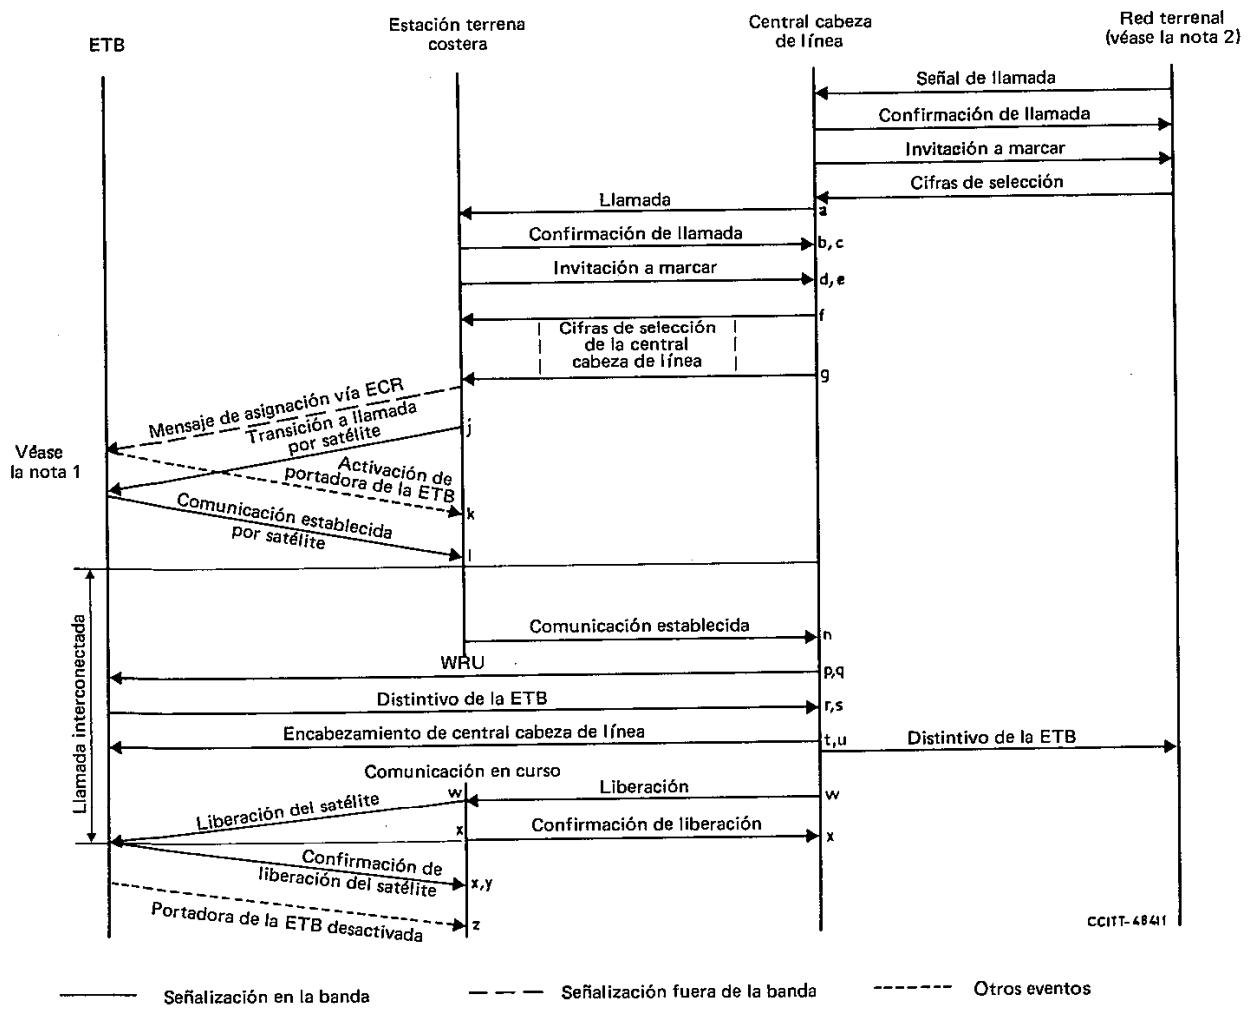 ETB
Estación terrena
costera
Central cabeza
de línea
Red terrenal
(véase la nota 2)
Señal de llamada
Confirmación de llamada
Invitación a marcar
Cifras de selección
Llamada
a
Confirmación de llamada
b, c
Invitación a marcar
d, e
f
Cifras de selección
de la central
cabeza de línea
g
Mensaje de asignación vía ECR
Transición a llamada
por satélite
j
Véase
la nota 1
Activación de
portadora de la ETB
k
Comunicación establecida
por satélite
l
Llamada interconectada
Comunicación establecida
n
WRU
p,q
Distintivo de la ETB
r,s
Encabezamiento de central cabeza de línea
t,u
Distintivo de la ETB
Comunicación en curso
Liberación del satélite
w
Liberación
w
x
Confirmación de liberación
x
Confirmación de
liberación del satélite
x,y
Portadora de la ETB desactivada
z
CCITT-48411
Señalización en la banda
Señalización fuera de la banda
Otros eventos